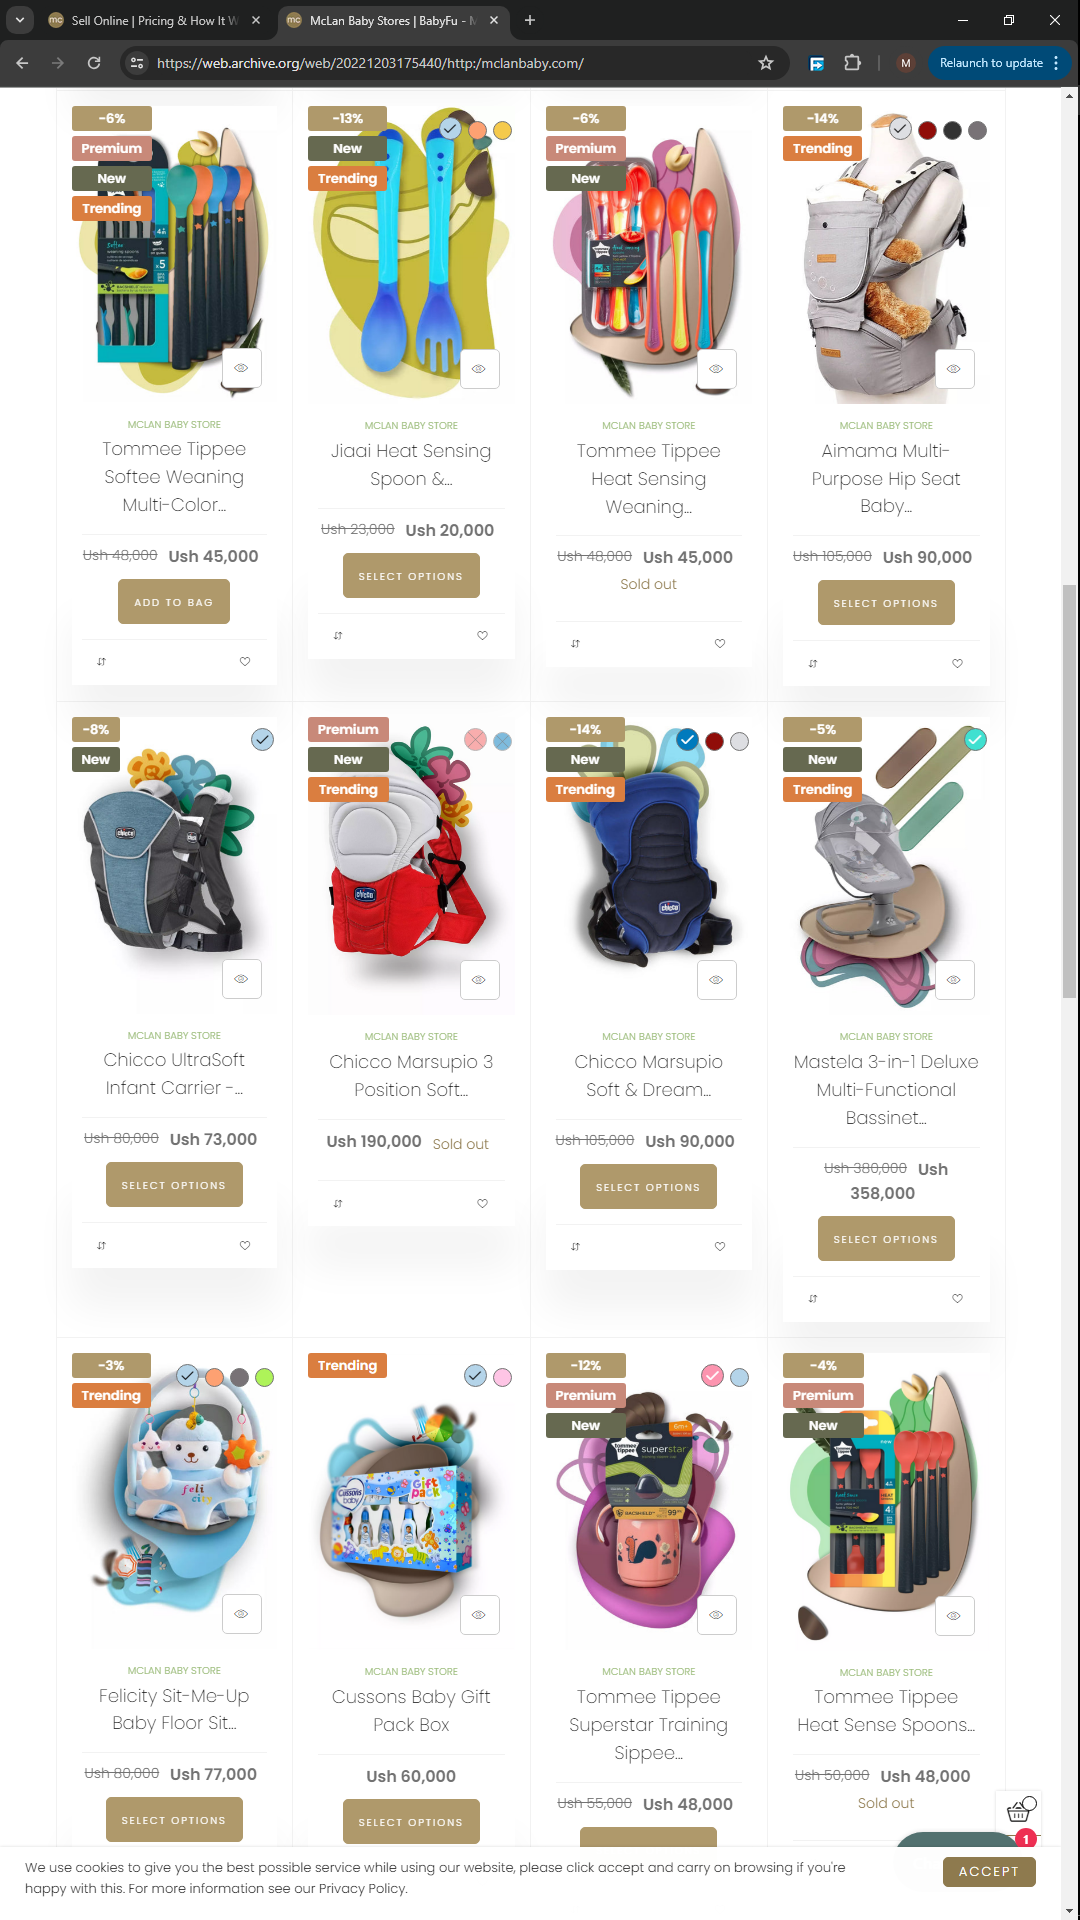 Sell Online | Pricing & How It W
McLan Baby Stores | BabyFu - M
https://web.archive.org/web/20221203175440/http:/mclanbaby.com/
M
Relaunch to update
-6%
Premium
New
Trending
-13%
New
Trending
-6%
Premium
New
-14%
Trending
MCLAN BABY STORE
Tommee Tippee
Softee Weaning
Multi-Color...
Ush 48,000 Ush 45,000
ADD TO BAG
MCLAN BABY STORE
Jiaai Heat Sensing
Spoon &...
Ush 23,000 Ush 20,000
SELECT OPTIONS
MCLAN BABY STORE
Tommee Tippee
Heat Sensing
Weaning...
Ush 48,000 Ush 45,000
Sold out
MCLAN BABY STORE
Aimama Multi-
Purpose Hip Seat
Baby...
Ush 105,000 Ush 90,000
SELECT OPTIONS
-8%
New
chicco
Premium
New
Trending
chicco
-14%
New
Trending
chicco
-5%
New
Trending
MCLAN BABY STORE
Chicco UltraSoft
Infant Carrier -...
Ush 80,000 Ush 73,000
SELECT OPTIONS
MCLAN BABY STORE
Chicco Marsupio 3
Position Soft...
Ush 190,000 Sold out
MCLAN BABY STORE
Chicco Marsupio
Soft & Dream...
Ush 105,000 Ush 90,000
SELECT OPTIONS
MCLAN BABY STORE
Mastela 3-in-1 Deluxe
Multi-Functional
Bassinet...
Ush 380,000 Ush
358,000
SELECT OPTIONS
-3%
Trending
feli
city
Trending
Cussons
baby
Gift
pack
-12%
Premium
New
tommee
tippee
superstar
BACSHIELD
99
-4%
Premium
New
MCLAN BABY STORE
Felicity Sit-Me-Up
Baby Floor Sit...
Ush 80,000 Ush 77,000
SELECT OPTIONS
MCLAN BABY STORE
Cussons Baby Gift
Pack Box
Ush 60,000
SELECT OPTIONS
MCLAN BABY STORE
Tommee Tippee
Superstar Training
Sippee...
Ush 55,000 Ush 48,000
MCLAN BABY STORE
Tommee Tippee
Heat Sense Spoons...
Ush 50,000 Ush 48,000
Sold out
1
We use cookies to give you the best possible service while using our website, please click accept and carry on browsing if you're
happy with this. For more information see our Privacy Policy.
ACCEPT